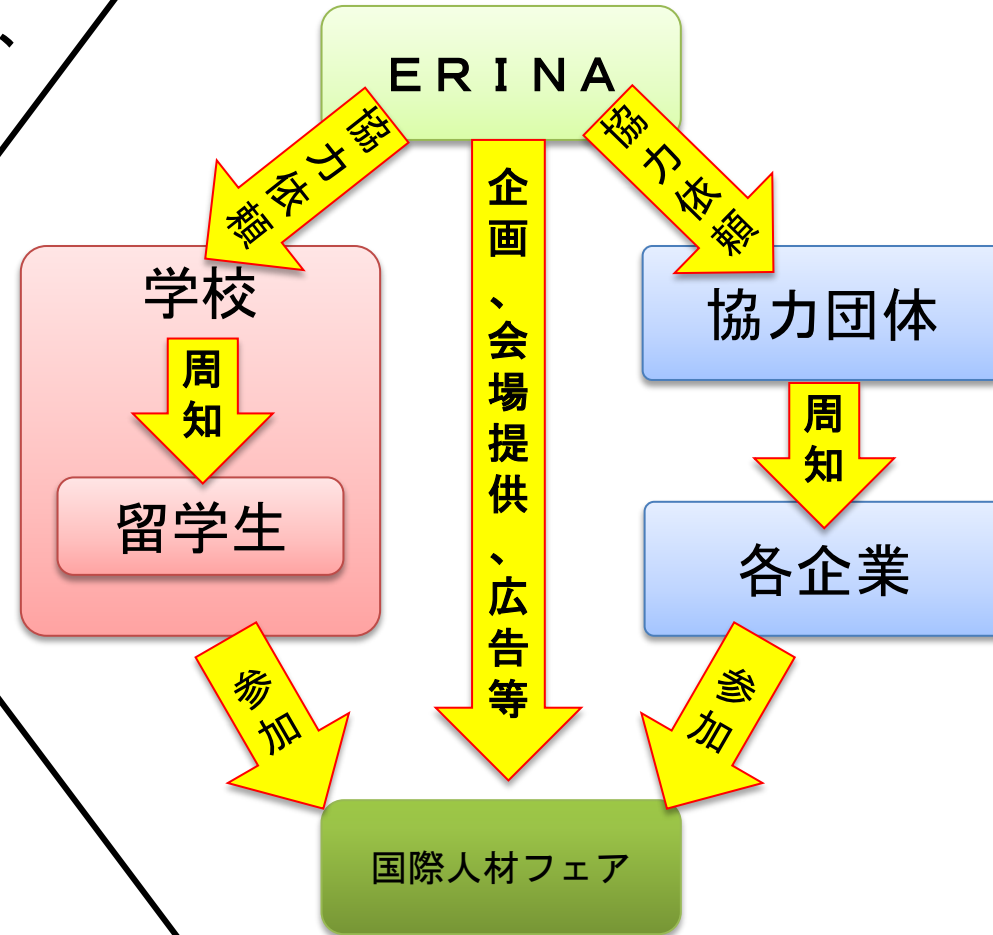 、
ＥＲＩＮＡ
協力依頼
協力依頼
企画、会場提供、広告等
学校
周知
留学生
協力団体
周知
各企業
参加
参加
国際人材フェア